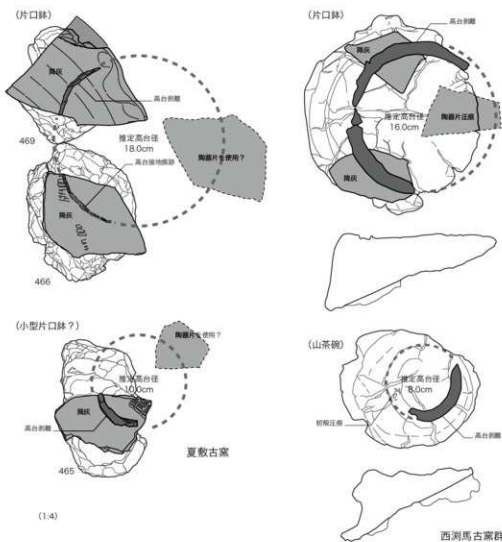 (片口鉢)
降灰
高台剥離
469
推定高台径
18.0cm
陶器片を使用?
高台接地痕跡
降灰
466
(片口鉢)
降灰
高台剥離
推定高台径
16.0cm
陶器片圧痕
降灰
(小型片口鉢?)
陶器片を使用?
推定高台径
10.0cm
降灰
高台剥離
465
夏敷古窯
(1:4)
(山茶碗)
推定高台径
8.0cm
籾殻圧痕
高台剥離
西渕馬古窯群